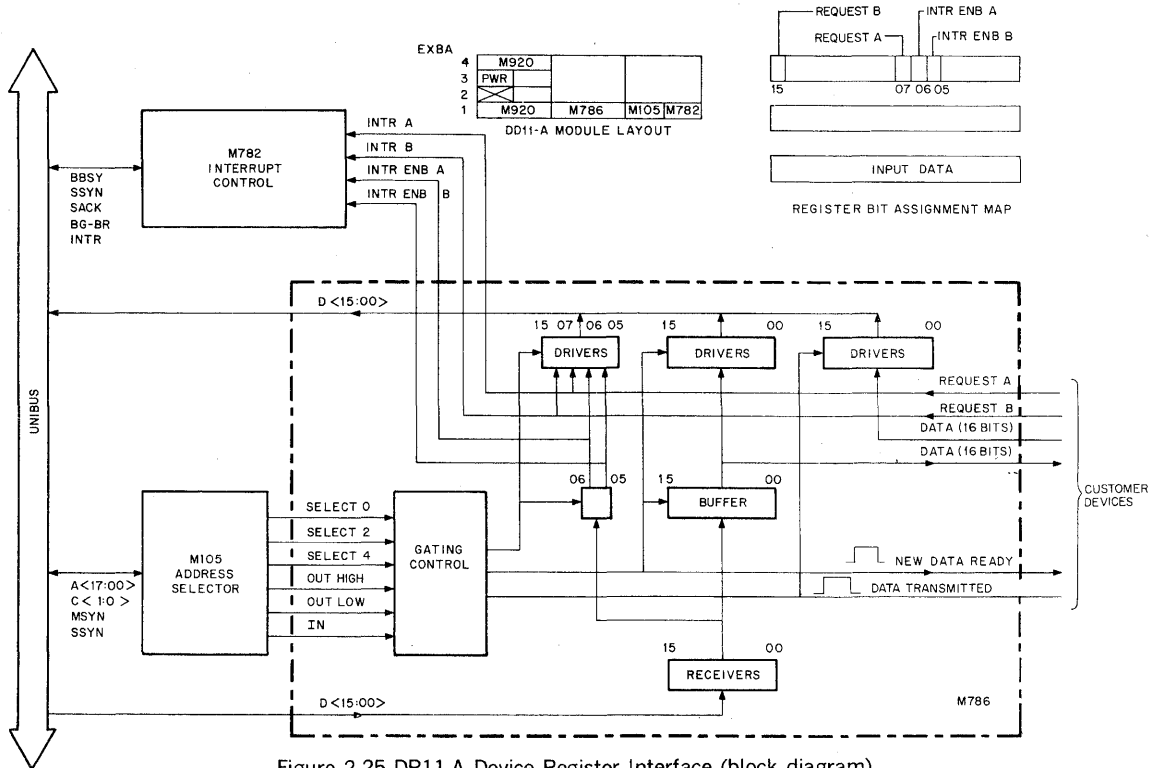 REQUEST B
INTR ENB A
REQUEST A
INTR ENB B
15
07 06 05
INPUT DATA
REGISTER BIT ASSIGNMENT MAP
EX8A
4 M920
3 PWR
2
1 M920 M786 M105 M782
DD11-A MODULE LAYOUT
UNIBUS
M782
INTERRUPT
CONTROL
INTR A
INTR B
INTR ENB A
INTR ENB B
BBSY
SSYN
SACK
BG-BR
INTR
D<15:00>
15 07 06 05
DRIVERS
15 00
DRIVERS
15 00
DRIVERS
REQUEST A
REQUEST B
DATA (16 BITS)
DATA (16 BITS)
CUSTOMER
DEVICES
06 05
15 00
BUFFER
M105
ADDRESS
SELECTOR
SELECT 0
SELECT 2
SELECT 4
OUT HIGH
OUT LOW
IN
GATING
CONTROL
NEW DATA READY
DATA TRANSMITTED
A<17:00>
C<1:0>
MSYN
SSYN
15 00
RECEIVERS
D<15:00>
M786
Figure 2-25 DR11-A Device Register Interface (block diagram)